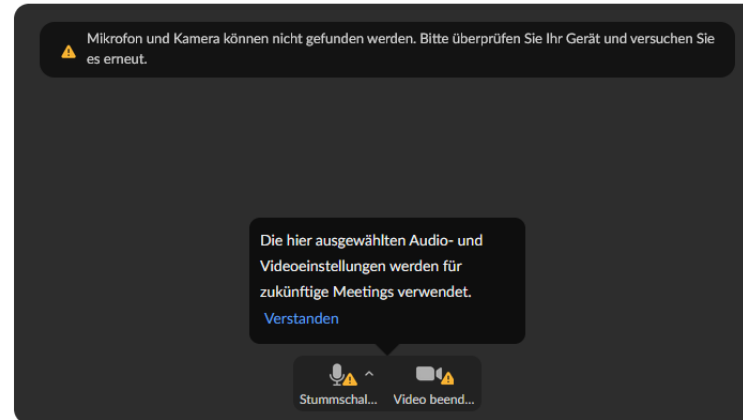 Mikrofon und Kamera können nicht gefunden werden. Bitte überprüfen Sie Ihr Gerät und versuchen Sie
es erneut.
Die hier ausgewählten Audio- und
Videoeinstellungen werden für
zukünftige Meetings verwendet.
Verstanden
Stummschal... Video beend...